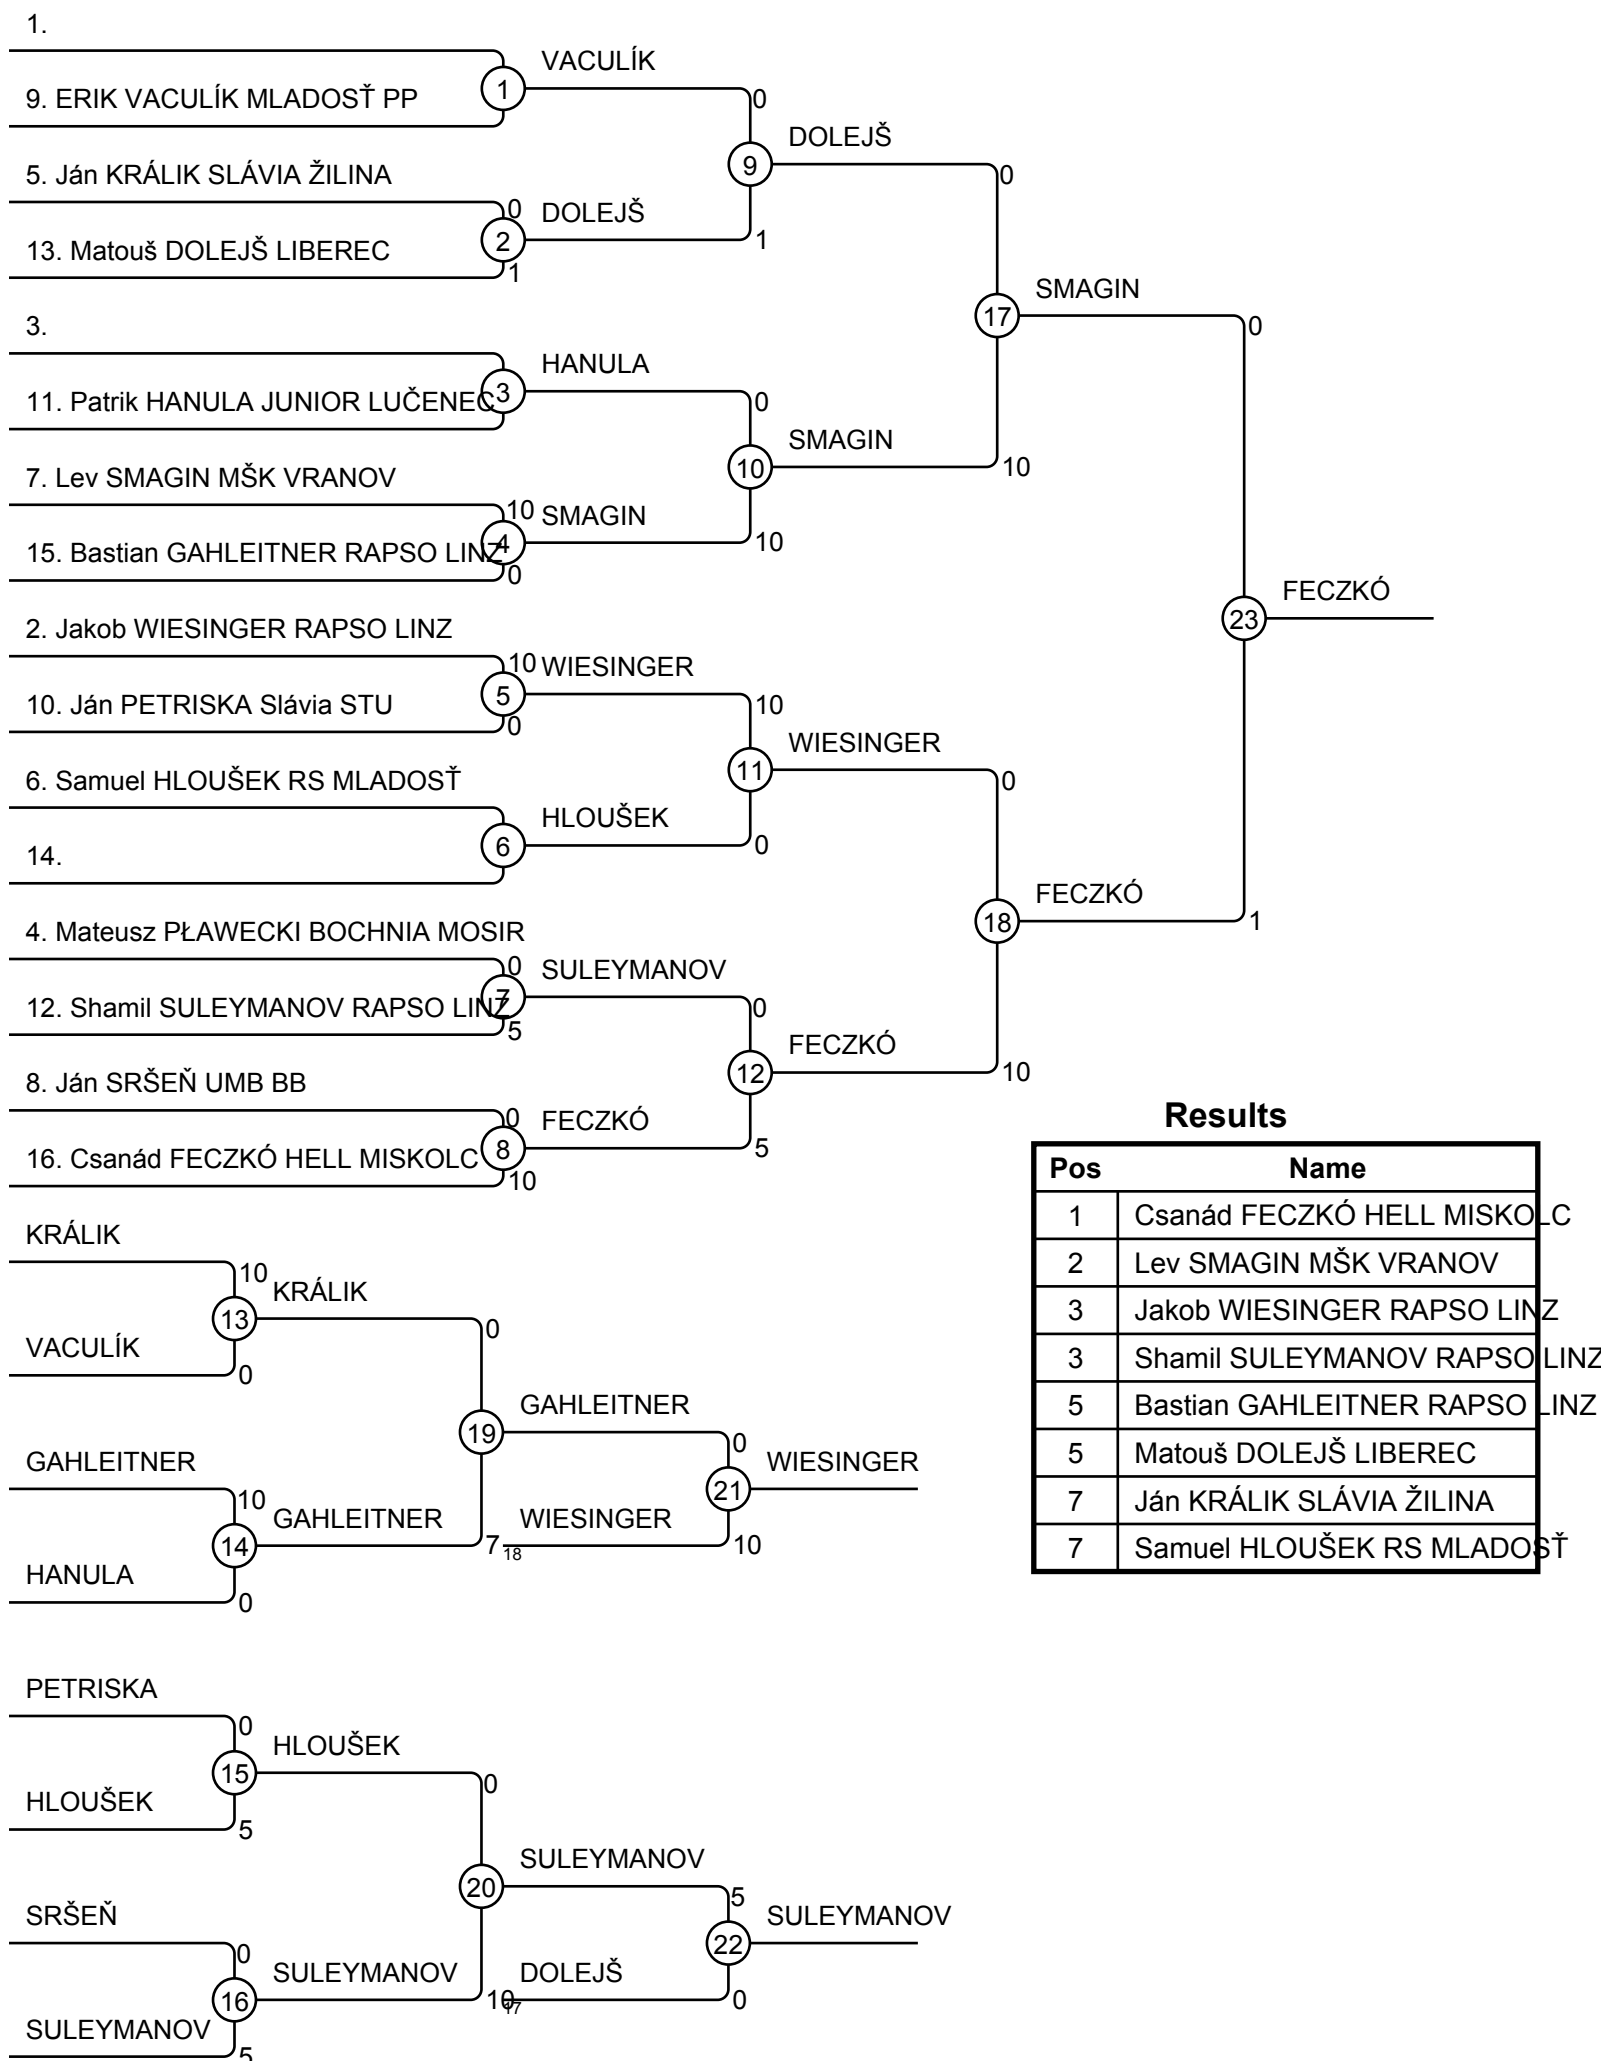 1.
VACULÍK
1
9. ERIK VACULÍK MLADOSŤ PP
0
DOLEJŠ
9
5. Ján KRÁLIK SLÁVIA ŽILINA
0
0
DOLEJŠ
2
1
13. Matouš DOLEJŠ LIBEREC
1
SMAGIN
17
3.
0
HANULA
3
11. Patrik HANULA JUNIOR LUČENEC
0
SMAGIN
10
10
7. Lev SMAGIN MŠK VRANOV
10
SMAGIN
4
10
15. Bastian GAHLEITNER RAPSO LINZ
0
FECZKÓ
23
2. Jakob WIESINGER RAPSO LINZ
10
WIESINGER
5
10
10. Ján PETRISKA Slávia STU
0
WIESINGER
11
6. Samuel HLOUŠEK RS MLADOSŤ
0
HLOUŠEK
6
0
14.
FECZKÓ
18
1
4. Mateusz PŁAWECKI BOCHNIA MOSIR
0
SULEYMANOV
7
12. Shamil SULEYMANOV RAPSO LINZ
0
5
FECZKÓ
12
10
8. Ján SRŠEŇ UMB BB
0
FECZKÓ
8
5
16. Csanád FECZKÓ HELL MISKOLC
10
Results
Pos Name
1 Csanád FECZKÓ HELL MISKOLC
2 Lev SMAGIN MŠK VRANOV
3 Jakob WIESINGER RAPSO LINZ
3 Shamil SULEYMANOV RAPSO LINZ
5 Bastian GAHLEITNER RAPSO LINZ
5 Matouš DOLEJŠ LIBEREC
7 Ján KRÁLIK SLÁVIA ŽILINA
7 Samuel HLOUŠEK RS MLADOSŤ
KRÁLIK
10
KRÁLIK
13
0
VACULÍK
0
GAHLEITNER
19
0
WIESINGER
21
GAHLEITNER
10
GAHLEITNER
14
7
18
WIESINGER
10
HANULA
0
PETRISKA
0
HLOUŠEK
15
0
HLOUŠEK
5
SULEYMANOV
20
5
SULEYMANOV
22
SRŠEŇ
0
SULEYMANOV
16
10
17
DOLEJŠ
0
SULEYMANOV
5